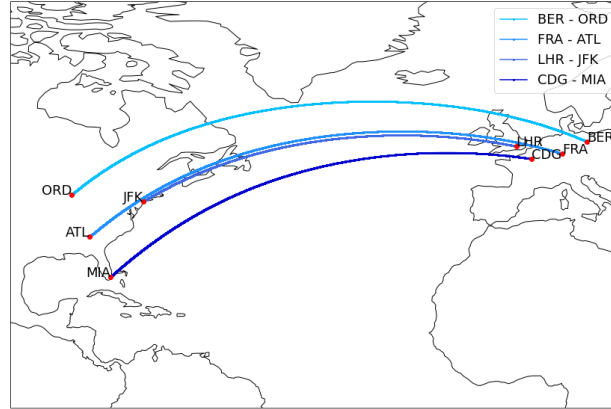 BER - ORD
FRA - ATL
LHR - JFK
CDG - MIA
LHR
BER
FRA
CDG
ORD
JFK
ATL
MIA